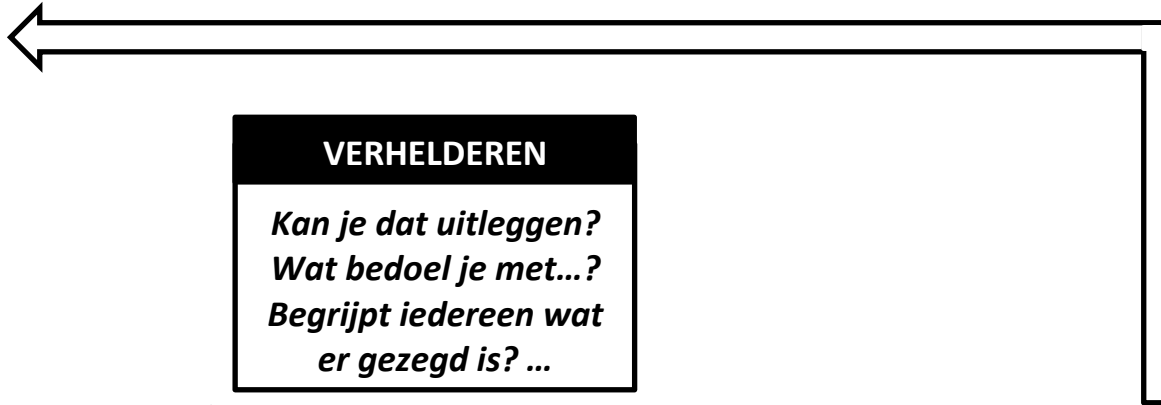 VERHELDEREN
Kan je dat uitleggen?
Wat bedoel je met…?
Begrijpt iedereen wat
er gezegd is? …